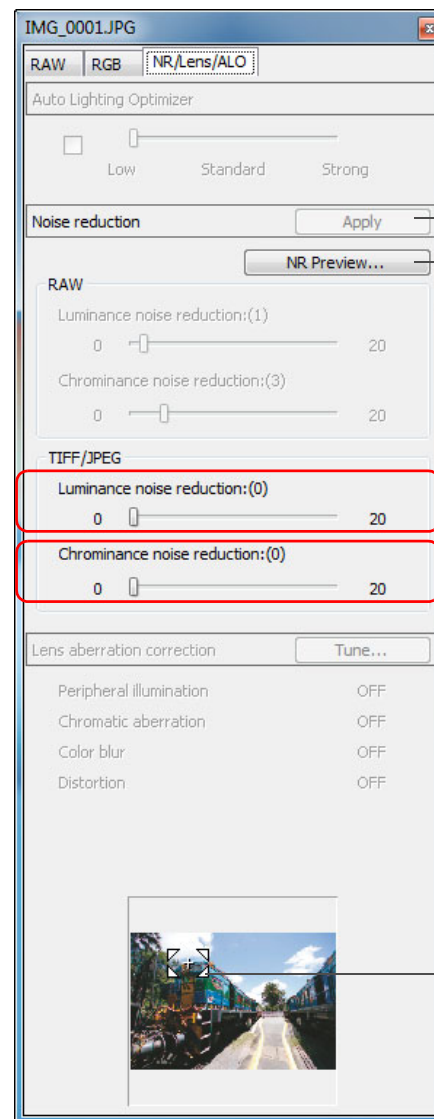 IMG_0001.JPG
RAW RGB NR/Lens/ALO
Auto Lighting Optimizer
Low Standard Strong
Noise reduction Apply
NR Preview...
RAW
Luminance noise reduction:(1)
0 20
Chrominance noise reduction:(3)
0 20
TIFF/JPEG
Luminance noise reduction:(0)
0 20
Chrominance noise reduction:(0)
0 20
Lens aberration correction Tune...
Peripheral illumination OFF
Chromatic aberration OFF
Color blur OFF
Distortion OFF